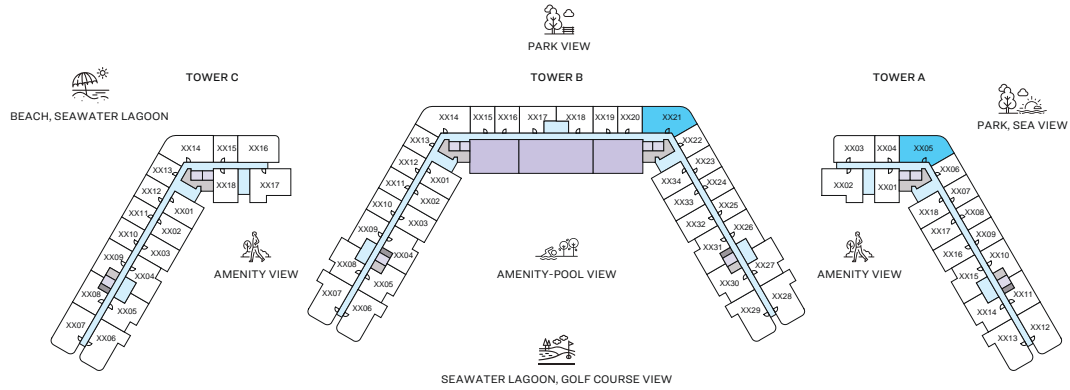 PARK VIEW
TOWER C
TOWER B
TOWER A
BEACH, SEAWATER LAGOON
PARK, SEA VIEW
XX14
XX15
XX16
XX13
XX12
XX11
XX10
XX09
XX08
XX07
XX06
XX05
XX04
XX03
XX02
XX01
XX18
XX17
AMENITY VIEW
XX14
XX15
XX16
XX17
XX18
XX19
XX20
XX21
XX13
XX12
XX11
XX10
XX09
XX08
XX07
XX06
XX05
XX04
XX03
XX02
XX01
XX22
XX23
XX24
XX25
XX26
XX27
XX28
XX29
XX30
XX31
XX32
XX33
XX34
AMENITY-POOL VIEW
XX03
XX04
XX05
XX02
XX01
XX06
XX07
XX08
XX09
XX10
XX11
XX12
XX13
XX14
XX15
XX16
XX17
XX18
AMENITY VIEW
SEAWATER LAGOON, GOLF COURSE VIEW